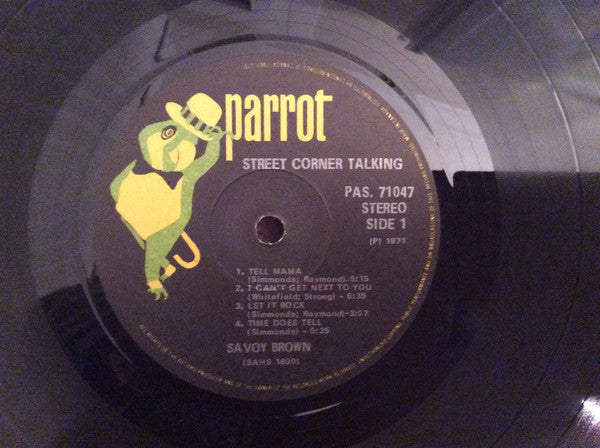 parrot
STREET CORNER TALKING
PAS. 71047
STEREO
SIDE 1
(P) 1971
1. TELL MAMA
(Simmonds; Raymond)-5:15
2. I CAN'T GET NEXT TO YOU
(Whitefield; Strong) - 6:35
3. LET IT ROCK
(Simmonds; Raymond)-3:07
4. TIME DOES TELL
(Simmonds) - 5:25
SAVOY BROWN
(SAHS 1600)